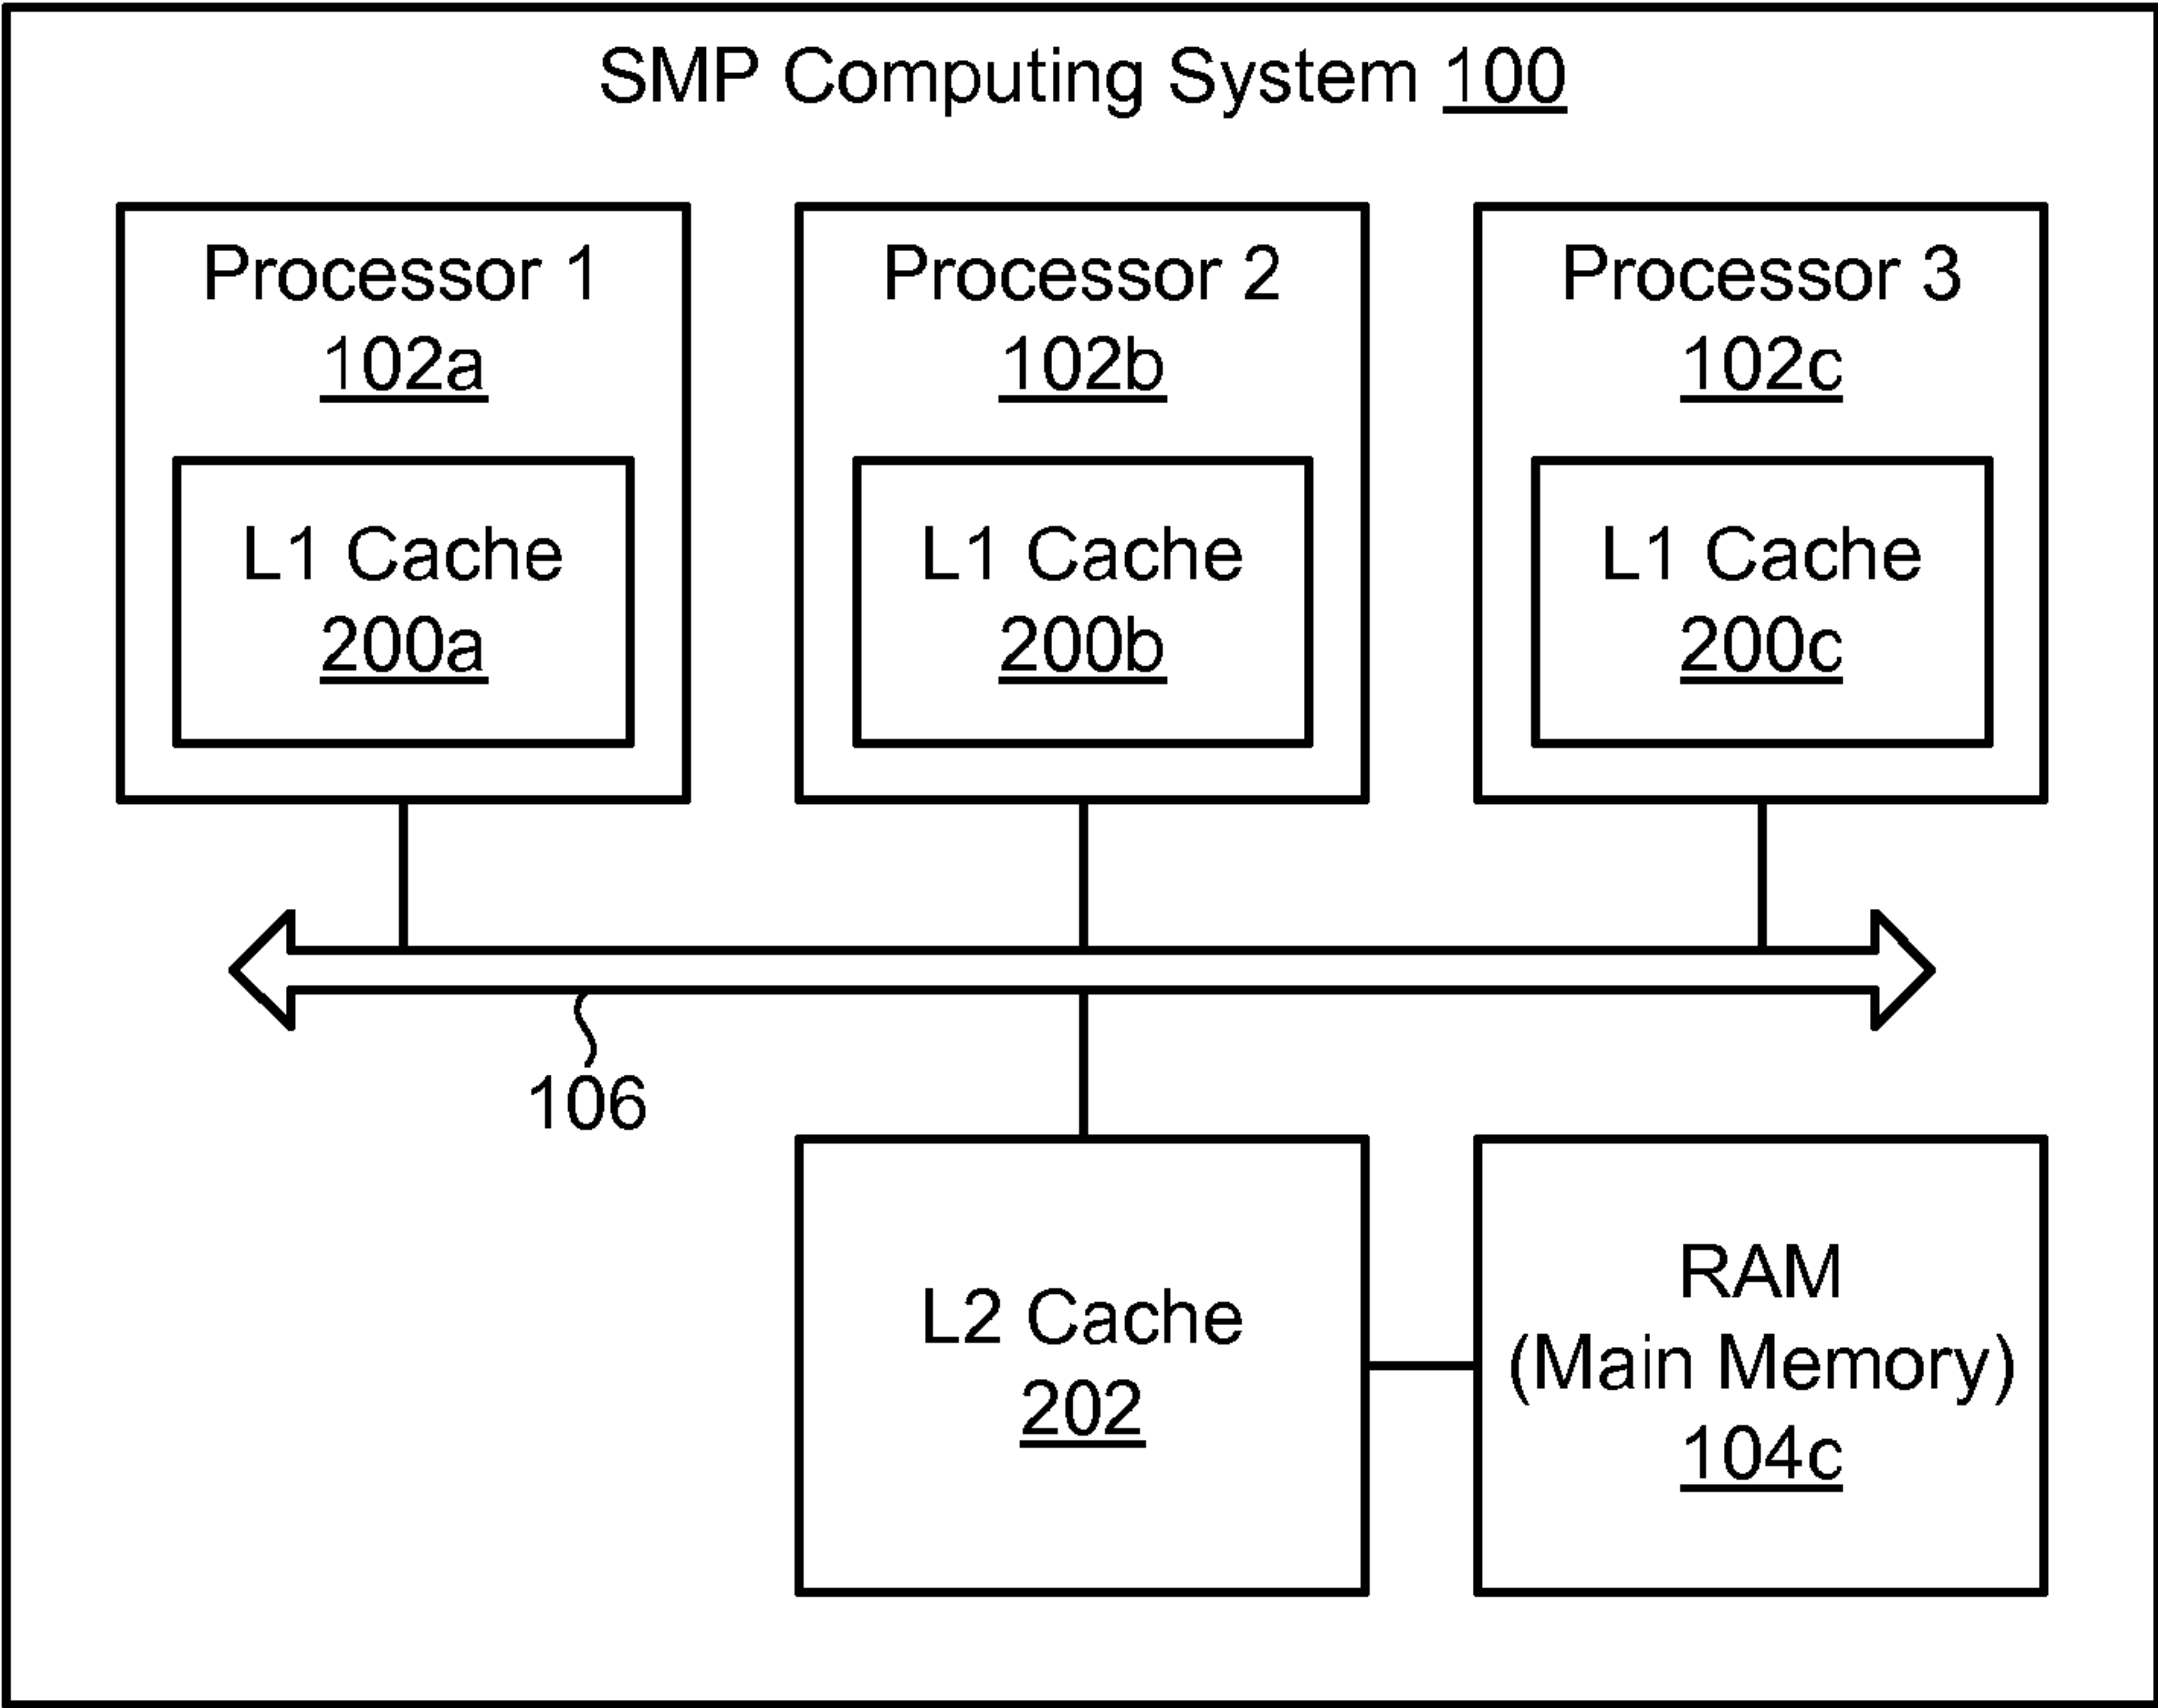 SMP Computing System 100
Processor 1
102a
L1 Cache
200a
Processor 2
102b
L1 Cache
200b
Processor 3
102c
L1 Cache
200c
106
L2 Cache
202
RAM
(Main Memory)
104c